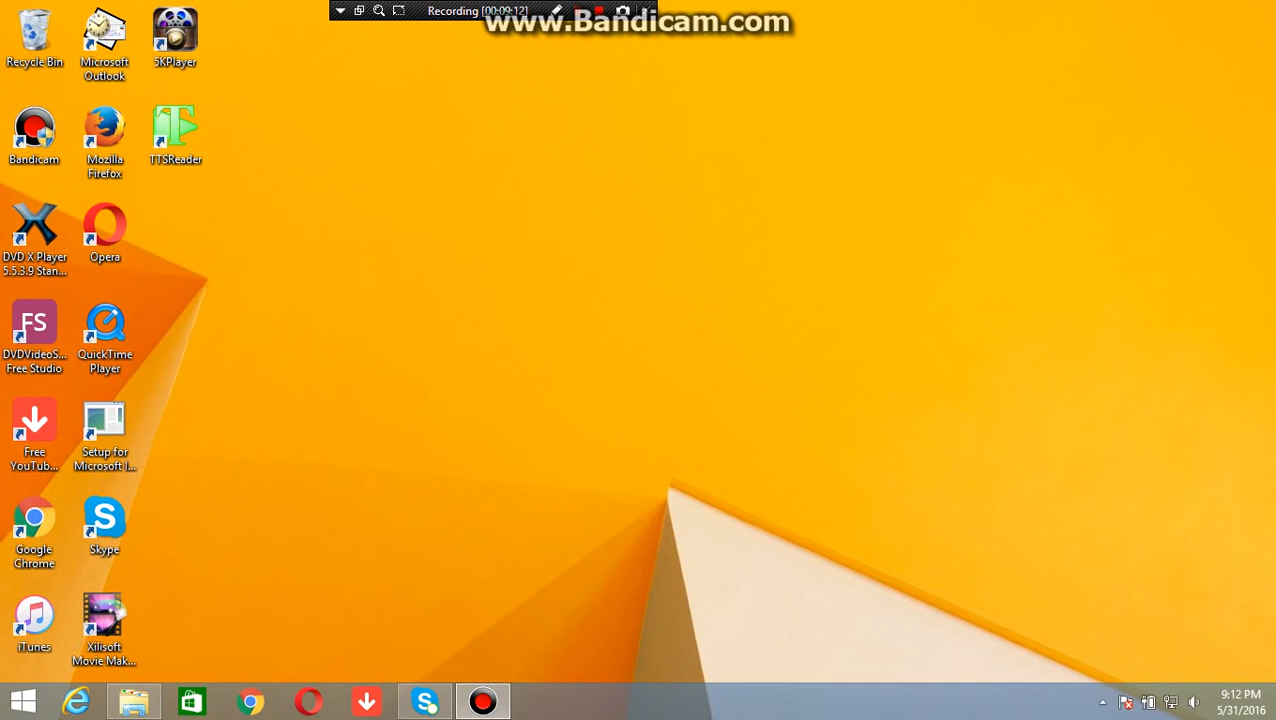 Recording [00:09:12]
www.Bandicam.com
Recycle Bin
Microsoft
Outlook
5KPlayer
Bandicam
Mozilla
Firefox
TTSReader
DVD X Player
5.5.3.9 Stan...
Opera
FS
DVDVideoS...
Free Studio
QuickTime
Player
Free
YouTub...
Setup for
Microsoft I...
Google
Chrome
Skype
iTunes
Xilisoft
Movie Mak...
9:12 PM
5/31/2016